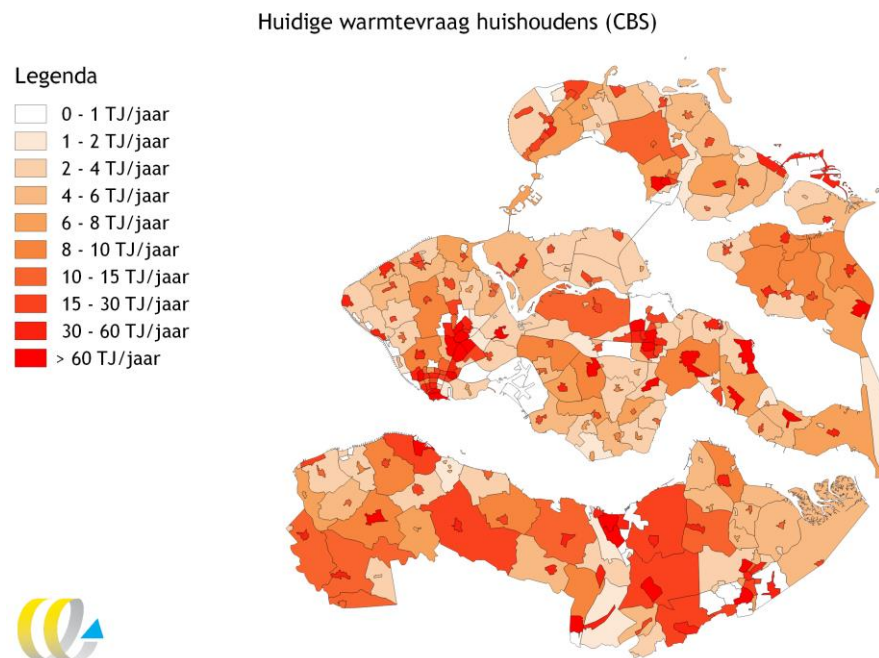 Huidige warmtevraag huishoudens (CBS)
Legenda
0 - 1 TJ/jaar
1 - 2 TJ/jaar
2 - 4 TJ/jaar
4 - 6 TJ/jaar
6 - 8 TJ/jaar
8 - 10 TJ/jaar
10 - 15 TJ/jaar
15 - 30 TJ/jaar
30 - 60 TJ/jaar
> 60 TJ/jaar